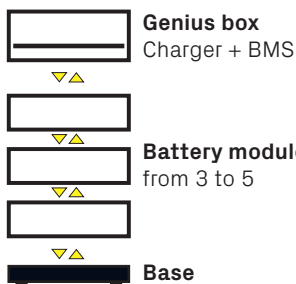 Genius box
Charger + BMS
Battery module
from 3 to 5
Base